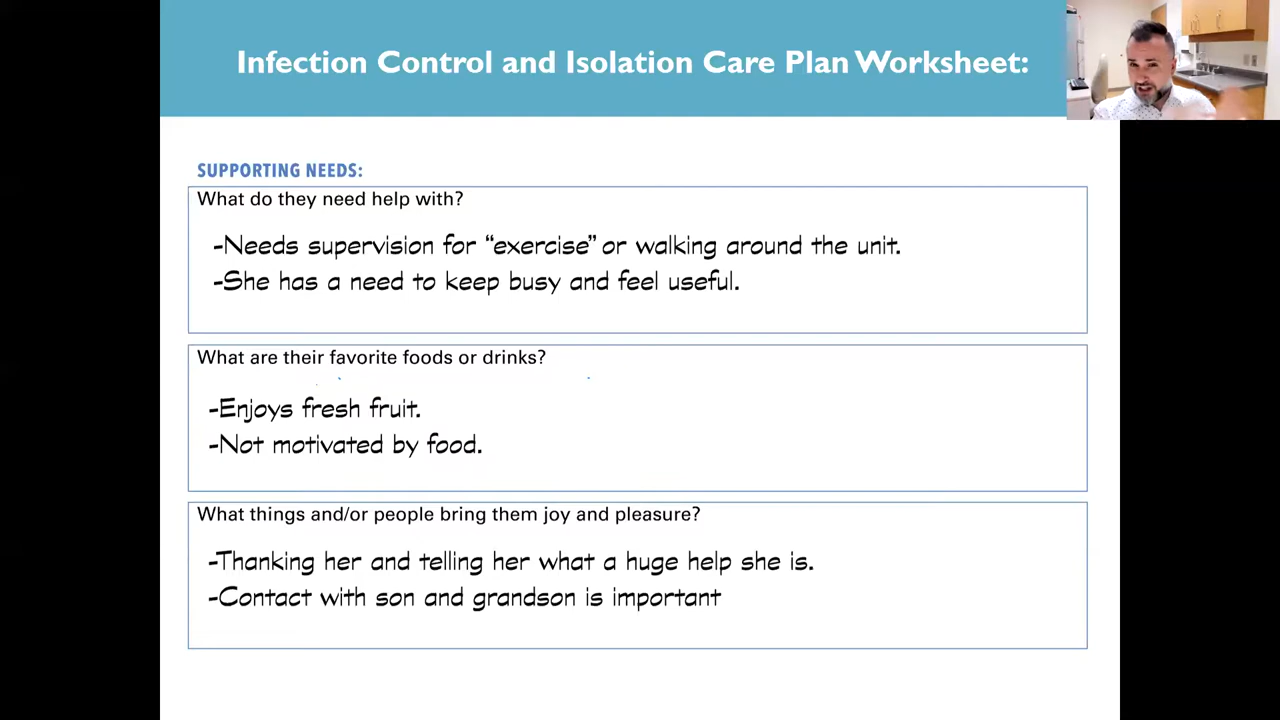 Infection Control and Isolation Care Plan Worksheet:
SUPPORTING NEEDS:
What do they need help with?
-Needs supervision for “exercise” or walking around the unit.
-She has a need to keep busy and feel useful.
What are their favorite foods or drinks?
-Enjoys fresh fruit.
-Not motivated by food.
What things and/or people bring them joy and pleasure?
-Thanking her and telling her what a huge help she is.
-Contact with son and grandson is important